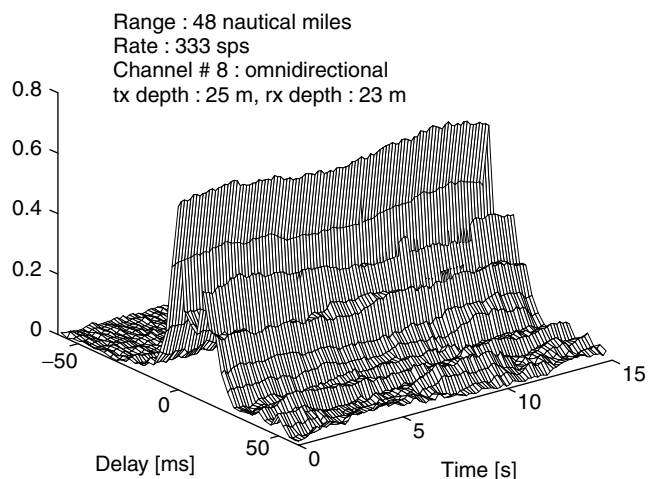 Range : 48 nautical miles
Rate : 333 sps
Channel # 8 : omnidirectional
tx depth : 25 m, rx depth : 23 m
0.8
0.6
0.4
0.2
0
−50
0
50
Delay [ms]
0
5
10
15
Time [s]